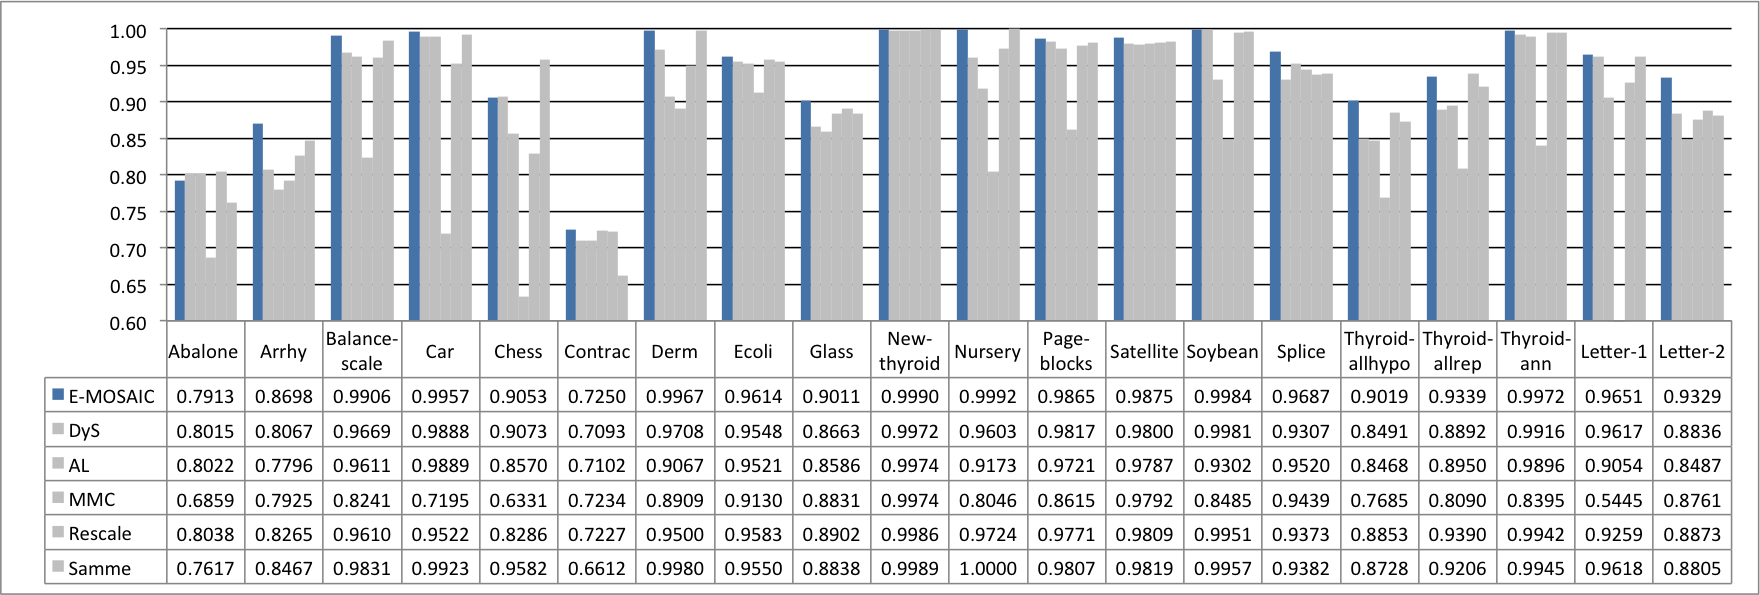 1.00
0.95
0.90
0.85
0.80
0.75
0.70
0.65
0.60
Abalone Arrhy Balance-scale Car Chess Contrac Derm Ecoli Glass New-thyroid Nursery Page-blocks Satellite Soybean Splice Thyroid-allhypo Thyroid-allrep Thyroid-ann Letter-1 Letter-2
E-MOSAIC 0.7913 0.8698 0.9906 0.9957 0.9053 0.7250 0.9967 0.9614 0.9011 0.9990 0.9992 0.9865 0.9875 0.9984 0.9687 0.9019 0.9339 0.9972 0.9651 0.9329
DyS 0.8015 0.8067 0.9669 0.9888 0.9073 0.7093 0.9708 0.9548 0.8663 0.9972 0.9603 0.9817 0.9800 0.9981 0.9307 0.8491 0.8892 0.9916 0.9617 0.8836
AL 0.8022 0.7796 0.9611 0.9889 0.8570 0.7102 0.9067 0.9521 0.8586 0.9974 0.9173 0.9721 0.9787 0.9302 0.9520 0.8468 0.8950 0.9896 0.9054 0.8487
MMC 0.6859 0.7925 0.8241 0.7195 0.6331 0.7234 0.8909 0.9130 0.8831 0.9974 0.8046 0.8615 0.9792 0.8485 0.9439 0.7685 0.8090 0.8395 0.5445 0.8761
Rescale 0.8038 0.8265 0.9610 0.9522 0.8286 0.7227 0.9500 0.9583 0.8902 0.9986 0.9724 0.9771 0.9809 0.9951 0.9373 0.8853 0.9390 0.9942 0.9259 0.8873
Samme 0.7617 0.8467 0.9831 0.9923 0.9582 0.6612 0.9980 0.9550 0.8838 0.9989 1.0000 0.9807 0.9819 0.9957 0.9382 0.8728 0.9206 0.9945 0.9618 0.8805